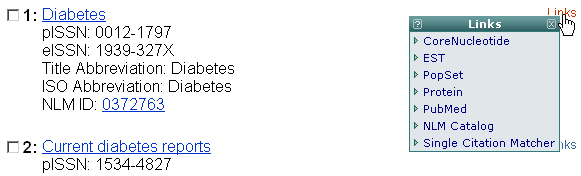 1: Diabetes Links
pISSN: 0012-1797
eISSN: 1939-327X
Title Abbreviation: Diabetes
ISO Abbreviation: Diabetes
NLM ID: 0372763
? Links X
CoreNucleotide
EST
PopSet
Protein
PubMed
NLM Catalog
Single Citation Matcher
2: Current diabetes reports nks
pISSN: 1534-4827